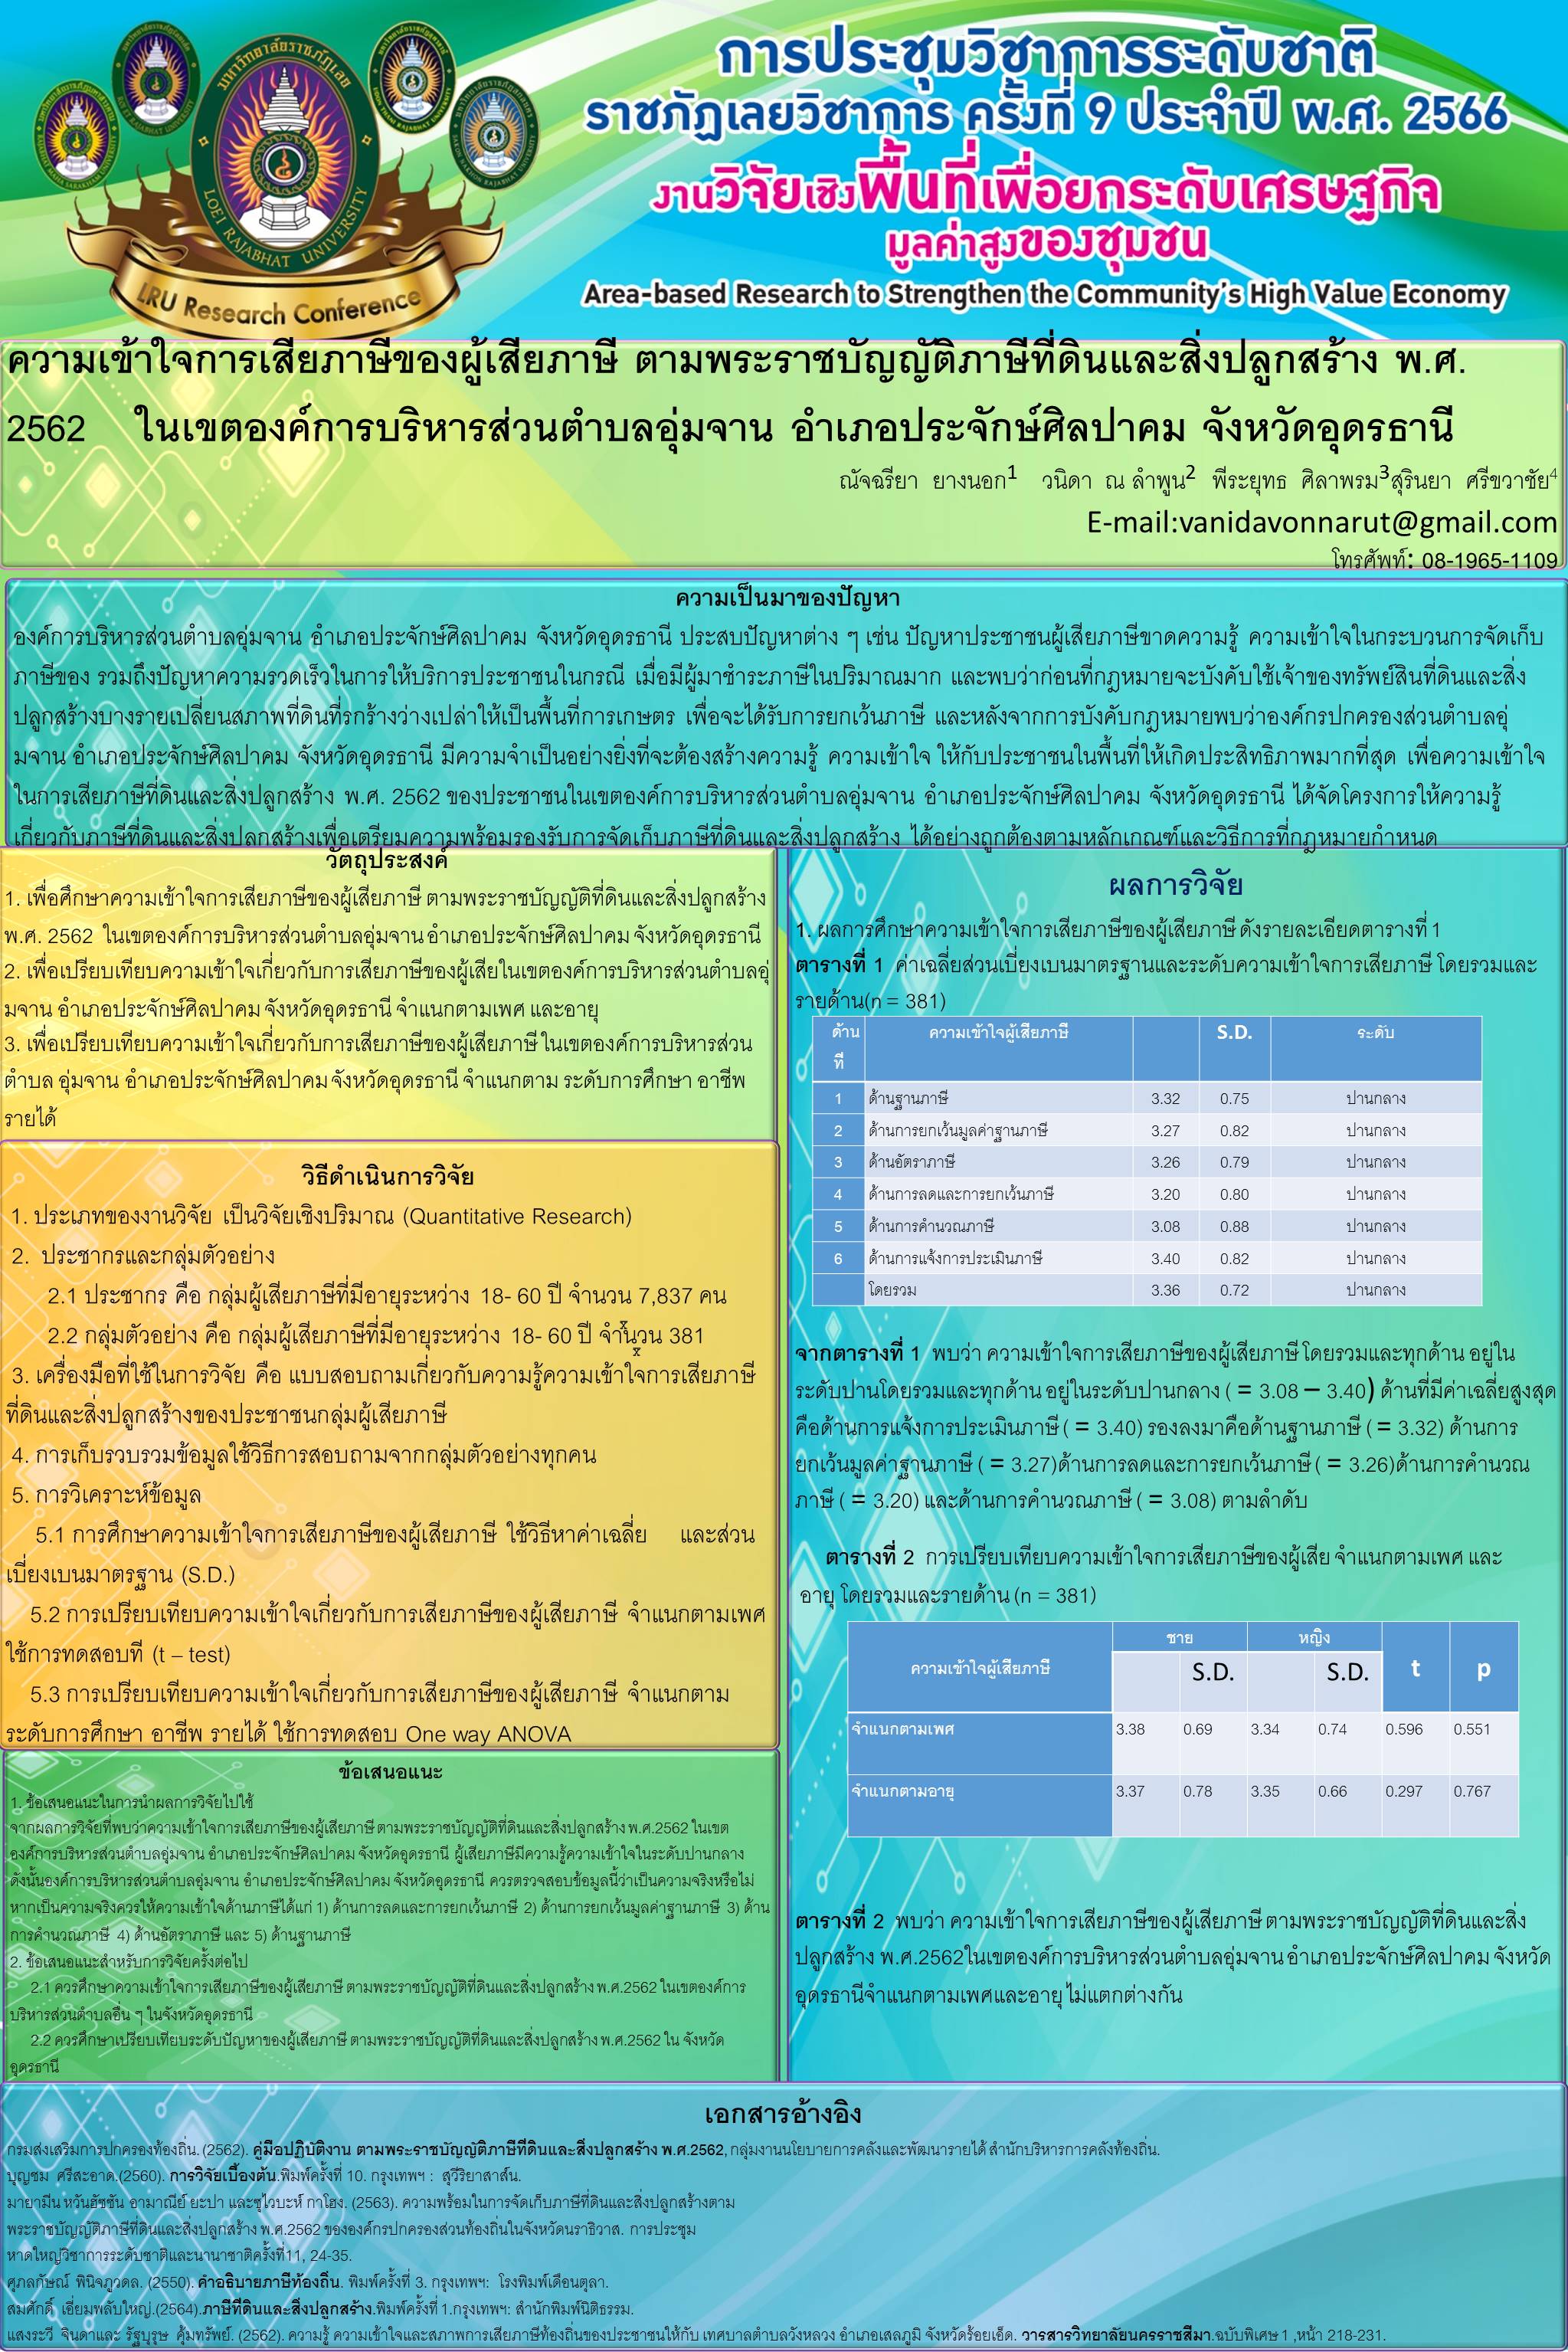 การประชุมวิชาการระดับชาติ
ราชภัฏเลยวิชาการ ครั้งที่ 9 ประจำปี พ.ศ. 2566
งานวิจัยเชิงพื้นที่เพื่อยกระดับเศรษฐกิจ
มูลค่าสูงของชุมชน
Area-based Research to Strengthen the Community's High Value Economy
มหาวิทยาลัยราชภัฏเลย
LOEI RAJABHAT UNIVERSITY
LRU Research Conference
ความเข้าใจการเสียภาษีของผู้เสียภาษี ตามพระราชบัญญัติภาษีที่ดินและสิ่งปลูกสร้าง พ.ศ.
2562 ในเขตองค์การบริหารส่วนตำบลอุ่มจาน อำเภอประจักษ์ศิลปาคม จังหวัดอุดรธานี
ณัจฉรียา ยางนอก1 วนิดา ณ ลำพูน2 พีระยุทธ ศิลาพรม3สุรินยา ศรีขวาชัย4
E-mail:vanidavonnarut@gmail.com
โทรศัพท์: 08-1965-1109
ความเป็นมาของปัญหา
องค์การบริหารส่วนตำบลอุ่มจาน อำเภอประจักษ์ศิลปาคม จังหวัดอุดรธานี ประสบปัญหาต่าง ๆ เช่น ปัญหาประชาชนผู้เสียภาษีขาดความรู้ ความเข้าใจในกระบวนการจัดเก็บ
ภาษีของ รวมถึงปัญหาความรวดเร็วในการให้บริการประชาชนในกรณี เมื่อมีผู้มาชำระภาษีในปริมาณมาก และพบว่าก่อนที่กฎหมายจะบังคับใช้เจ้าของทรัพย์สินที่ดินและสิ่ง
ปลูกสร้างบางรายเปลี่ยนสภาพที่ดินที่รกร้างว่างเปล่าให้เป็นพื้นที่การเกษตร เพื่อจะได้รับการยกเว้นภาษี และหลังจากการบังคับกฎหมายพบว่าองค์กรปกครองส่วนตำบลอุ่
มจาน อำเภอประจักษ์ศิลปาคม จังหวัดอุดรธานี มีความจำเป็นอย่างยิ่งที่จะต้องสร้างความรู้ ความเข้าใจ ให้กับประชาชนในพื้นที่ให้เกิดประสิทธิภาพมากที่สุด เพื่อความเข้าใจ
ในการเสียภาษีที่ดินและสิ่งปลูกสร้าง พ.ศ. 2562 ของประชาชนในเขตองค์การบริหารส่วนตำบลอุ่มจาน อำเภอประจักษ์ศิลปาคม จังหวัดอุดรธานี ได้จัดโครงการให้ความรู้
เกี่ยวกับภาษีที่ดินและสิ่งปลูกสร้างเพื่อเตรียมความพร้อมรองรับการจัดเก็บภาษีที่ดินและสิ่งปลูกสร้าง ได้อย่างถูกต้องตามหลักเกณฑ์และวิธีการที่กฎหมายกำหนด
วัตถุประสงค์
1. เพื่อศึกษาความเข้าใจการเสียภาษีของผู้เสียภาษี ตามพระราชบัญญัติที่ดินและสิ่งปลูกสร้าง
พ.ศ. 2562 ในเขตองค์การบริหารส่วนตำบลอุ่มจาน อำเภอประจักษ์ศิลปาคม จังหวัดอุดรธานี
2. เพื่อเปรียบเทียบความเข้าใจเกี่ยวกับการเสียภาษีของผู้เสียในเขตองค์การบริหารส่วนตำบลอุ่
มจาน อำเภอประจักษ์ศิลปาคม จังหวัดอุดรธานี จำแนกตามเพศ และอายุ
3. เพื่อเปรียบเทียบความเข้าใจเกี่ยวกับการเสียภาษีของผู้เสียภาษี ในเขตองค์การบริหารส่วน
ตำบล อุ่มจาน อำเภอประจักษ์ศิลปาคม จังหวัดอุดรธานี จำแนกตาม ระดับการศึกษา อาชีพ
รายได้
วิธีดำเนินการวิจัย
1. ประเภทของงานวิจัย เป็นวิจัยเชิงปริมาณ (Quantitative Research)
2. ประชากรและกลุ่มตัวอย่าง
2.1 ประชากร คือ กลุ่มผู้เสียภาษีที่มีอายุระหว่าง 18- 60 ปี จำนวน 7,837 คน
2.2 กลุ่มตัวอย่าง คือ กลุ่มผู้เสียภาษีที่มีอายุระหว่าง 18- 60 ปี จำนวน 381
x̄
x̄
3. เครื่องมือที่ใช้ในการวิจัย คือ แบบสอบถามเกี่ยวกับความรู้ความเข้าใจการเสียภาษี
ที่ดินและสิ่งปลูกสร้างของประชาชนกลุ่มผู้เสียภาษี
4. การเก็บรวบรวมข้อมูลใช้วิธีการสอบถามจากกลุ่มตัวอย่างทุกคน
5. การวิเคราะห์ข้อมูล
5.1 การศึกษาความเข้าใจการเสียภาษีของผู้เสียภาษี ใช้วิธีหาค่าเฉลี่ย และส่วน
เบี่ยงเบนมาตรฐาน (S.D.)
5.2 การเปรียบเทียบความเข้าใจเกี่ยวกับการเสียภาษีของผู้เสียภาษี จำแนกตามเพศ
ใช้การทดสอบที (t – test)
5.3 การเปรียบเทียบความเข้าใจเกี่ยวกับการเสียภาษีของผู้เสียภาษี จำแนกตาม
ระดับการศึกษา อาชีพ รายได้ ใช้การทดสอบ One way ANOVA
ข้อเสนอแนะ
1. ข้อเสนอแนะในการนำผลการวิจัยไปใช้
จากผลการวิจัยที่พบว่าความเข้าใจการเสียภาษีของผู้เสียภาษี ตามพระราชบัญญัติที่ดินและสิ่งปลูกสร้าง พ.ศ.2562 ในเขต
องค์การบริหารส่วนตำบลอุ่มจาน อำเภอประจักษ์ศิลปาคม จังหวัดอุดรธานี ผู้เสียภาษีมีความรู้ความเข้าใจในระดับปานกลาง
ดังนั้นองค์การบริหารส่วนตำบลอุ่มจาน อำเภอประจักษ์ศิลปาคม จังหวัดอุดรธานี ควรตรวจสอบข้อมูลนี้ว่าเป็นความจริงหรือไม่
หากเป็นความจริงควรให้ความเข้าใจด้านภาษีได้แก่ 1) ด้านการลดและการยกเว้นภาษี 2) ด้านการยกเว้นมูลค่าฐานภาษี 3) ด้าน
การคำนวณภาษี 4) ด้านอัตราภาษี และ 5) ด้านฐานภาษี
2. ข้อเสนอแนะสำหรับการวิจัยครั้งต่อไป
2.1 ควรศึกษาความเข้าใจการเสียภาษีของผู้เสียภาษี ตามพระราชบัญญัติที่ดินและสิ่งปลูกสร้าง พ.ศ.2562 ในเขตองค์การ
บริหารส่วนตำบลอื่น ๆ ในจังหวัดอุดรธานี
2.2 ควรศึกษาเปรียบเทียบระดับปัญหาของผู้เสียภาษี ตามพระราชบัญญัติที่ดินและสิ่งปลูกสร้าง พ.ศ.2562 ใน จังหวัด
อุดรธานี
ผลการวิจัย
1. ผลการศึกษาความเข้าใจการเสียภาษีของผู้เสียภาษี ดังรายละเอียดตารางที่ 1
ตารางที่ 1 ค่าเฉลี่ยส่วนเบี่ยงเบนมาตรฐานและระดับความเข้าใจการเสียภาษี โดยรวมและ
รายด้าน(n = 381)
ด้านที่ ความเข้าใจผู้เสียภาษี S.D. ระดับ
1 ด้านฐานภาษี 3.32 0.75 ปานกลาง
2 ด้านการยกเว้นมูลค่าฐานภาษี 3.27 0.82 ปานกลาง
3 ด้านอัตราภาษี 3.26 0.79 ปานกลาง
4 ด้านการลดและการยกเว้นภาษี 3.20 0.80 ปานกลาง
5 ด้านการคำนวณภาษี 3.08 0.88 ปานกลาง
6 ด้านการแจ้งการประเมินภาษี 3.40 0.82 ปานกลาง
โดยรวม 3.36 0.72 ปานกลาง
จากตารางที่ 1 พบว่า ความเข้าใจการเสียภาษีของผู้เสียภาษี โดยรวมและทุกด้าน อยู่ใน
ระดับปานโดยรวมและทุกด้าน อยู่ในระดับปานกลาง ( = 3.08 – 3.40) ด้านที่มีค่าเฉลี่ยสูงสุด
คือด้านการแจ้งการประเมินภาษี ( = 3.40) รองลงมาคือด้านฐานภาษี ( = 3.32) ด้านการ
ยกเว้นมูลค่าฐานภาษี ( = 3.27)ด้านการลดและการยกเว้นภาษี ( = 3.26)ด้านการคำนวณ
ภาษี ( = 3.20) และด้านการคำนวณภาษี ( = 3.08) ตามลำดับ
ตารางที่ 2 การเปรียบเทียบความเข้าใจการเสียภาษีของผู้เสีย จำแนกตามเพศ และ
อายุ โดยรวมและรายด้าน (n = 381)
ความเข้าใจผู้เสียภาษี ชาย หญิง t p
S.D. S.D.
จำแนกตามเพศ 3.38 0.69 3.34 0.74 0.596 0.551
จำแนกตามอายุ 3.37 0.78 3.35 0.66 0.297 0.767
ตารางที่ 2 พบว่า ความเข้าใจการเสียภาษีของผู้เสียภาษี ตามพระราชบัญญัติที่ดินและสิ่ง
ปลูกสร้าง พ.ศ.2562ในเขตองค์การบริหารส่วนตำบลอุ่มจาน อำเภอประจักษ์ศิลปาคม จังหวัด
อุดรธานีจำแนกตามเพศและอายุ ไม่แตกต่างกัน
เอกสารอ้างอิง
กรมส่งเสริมการปกครองท้องถิ่น. (2562). คู่มือปฏิบัติงาน ตามพระราชบัญญัติภาษีที่ดินและสิ่งปลูกสร้าง พ.ศ.2562, กลุ่มงานนโยบายการคลังและพัฒนารายได้ สำนักบริหารการคลังท้องถิ่น.
บุญชม ศรีสะอาด.(2560). การวิจัยเบื้องต้น.พิมพ์ครั้งที่ 10. กรุงเทพฯ : สุวีริยาสาส์น.
มายามีน หวันฮัซซัน อามาณีย์ ยะปา และซุไวบะห์ กาโฮง. (2563). ความพร้อมในการจัดเก็บภาษีที่ดินและสิ่งปลูกสร้างตาม
พระราชบัญญัติภาษีที่ดินและสิ่งปลูกสร้าง พ.ศ.2562 ขององค์กรปกครองส่วนท้องถิ่นในจังหวัดนราธิวาส. การประชุม
หาดใหญ่วิชาการระดับชาติและนานาชาติครั้งที่11, 24-35.
ศุภลักษณ์ พินิจภูวดล. (2550). คำอธิบายภาษีท้องถิ่น. พิมพ์ครั้งที่ 3. กรุงเทพฯ: โรงพิมพ์เดือนตุลา.
สมศักดิ์ เอี่ยมพลับใหญ่.(2564).ภาษีที่ดินและสิ่งปลูกสร้าง.พิมพ์ครั้งที่ 1.กรุงเทพฯ: สำนักพิมพ์นิติธรรม.
แสงระวี จินดาและ รัฐบุรุษ คุ้มทรัพย์. (2562). ความรู้ ความเข้าใจและสภาพการเสียภาษีท้องถิ่นของประชาชนให้กับ เทศบาลตำบลวังหลวง อำเภอเสลภูมิ จังหวัดร้อยเอ็ด. วารสารวิทยาลัยนครราชสีมา.ฉบับพิเศษ 1 ,หน้า 218-231.